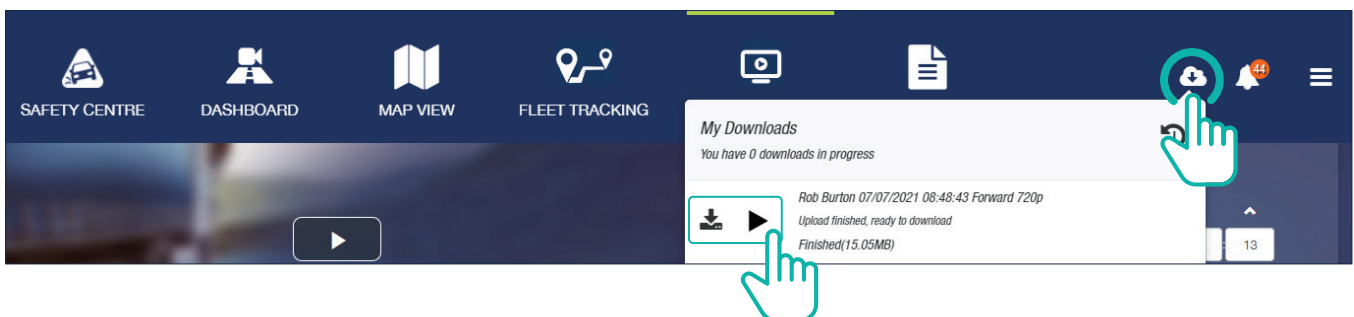 44
SAFETY CENTRE
DASHBOARD
MAP VIEW
FLEET TRACKING
My Downloads
You have 0 downloads in progress
Rob Burton 07/07/2021 08:48:43 Forward 720p
Upload finished, ready to download
Finished(15.05MB)
13